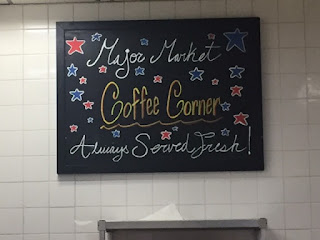 Major Market
Coffee Corner
Always Served Fresh!